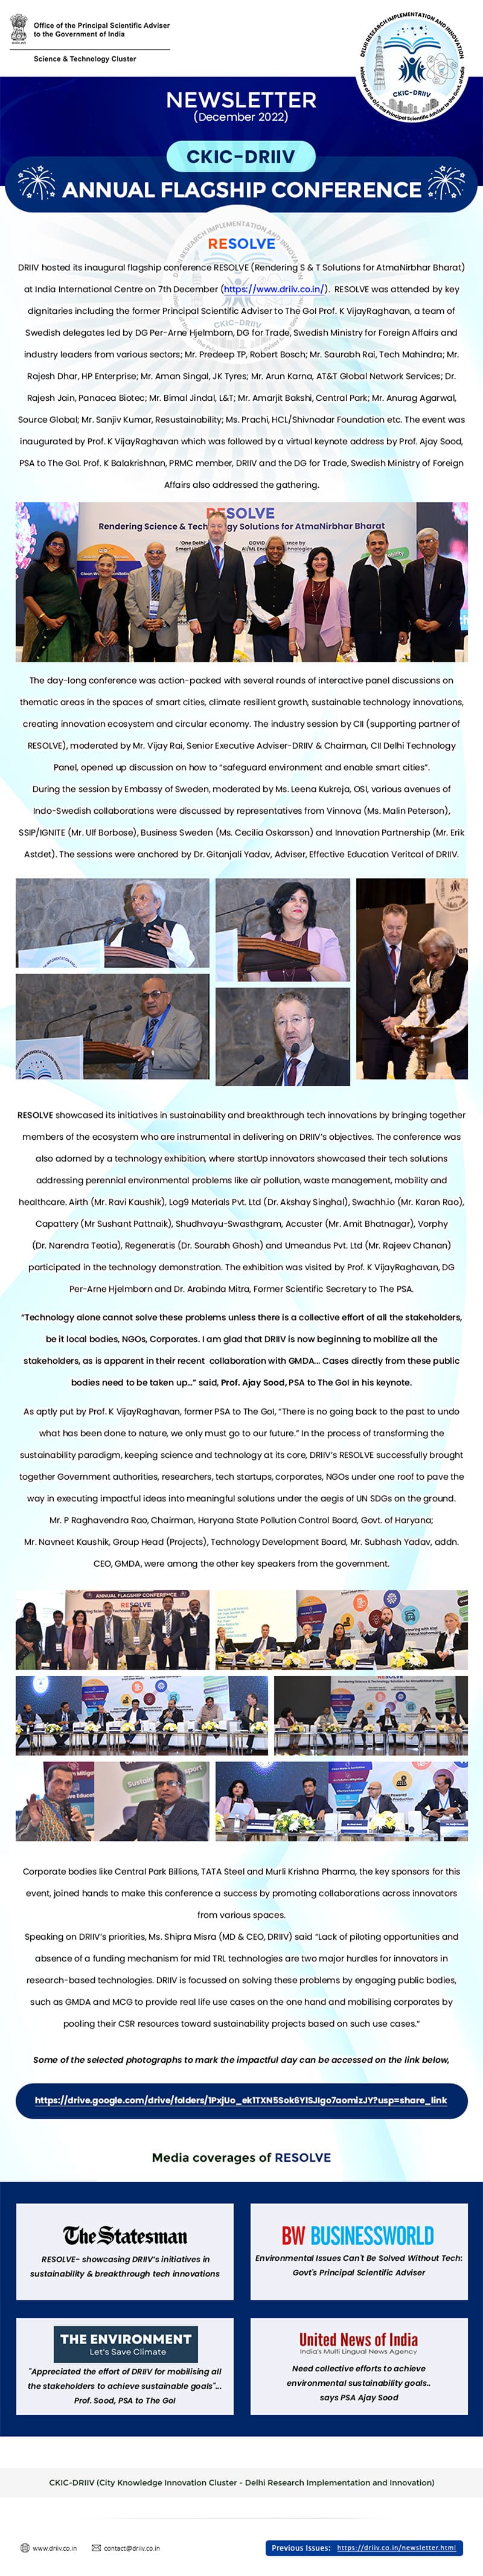 Office of the Principal Scientific Adviser
to the Government of India
Science & Technology Cluster
DELHI RESEARCH IMPLEMENTATION AND INNOVATION
CKIC-DRIIV
NEWSLETTER
(December 2022)
CKIC-DRIIV
ANNUAL FLAGSHIP CONFERENCE
RESOLVE
DRIIV hosted its inaugural flagship conference RESOLVE (Rendering S & T Solutions for AtmaNirbhar Bharat)
at India International Centre on 7th December (https://www.driiv.co.in/). RESOLVE was attended by key
dignitaries including the former Principal Scientific Adviser to The GoI Prof. K VijayRaghavan, a team of
Swedish delegates led by DG Per-Arne Hjelmborn, DG for Trade, Swedish Ministry for Foreign Affairs and
industry leaders from various sectors; Mr. Predeep TP, Robert Bosch; Mr. Saurabh Rai, Tech Mahindra; Mr.
Rajesh Dhar, HP Enterprise; Mr. Aman Singal, JK Tyres; Mr. Arun Karna, AT&T Global Network Services; Dr.
Rajesh Jain, Panacea Biotec; Mr. Bimal Jindal, L&T; Mr. Amarjit Bakshi, Central Park; Mr. Anurag Agarwal,
Source Global; Mr. Sanjiv Kumar, Resustainability; Ms. Prachi, HCL/Shivnadar Foundation etc. The event was
inaugurated by Prof. K VijayRaghavan which was followed by a virtual keynote address by Prof. Ajay Sood,
PSA to The GoI. Prof. K Balakrishnan, PRMC member, DRIIV and the DG for Trade, Swedish Ministry of Foreign
Affairs also addressed the gathering.
RESOLVE
Rendering Science & Technology Solutions for AtmaNirbhar Bharat
The day-long conference was action-packed with several rounds of interactive panel discussions on
thematic areas in the spaces of smart cities, climate resilient growth, sustainable technology innovations,
creating innovation ecosystem and circular economy. The industry session by CII (supporting partner of
RESOLVE), moderated by Mr. Vijay Rai, Senior Executive Adviser-DRIIV & Chairman, CII Delhi Technology
Panel, opened up discussion on how to “safeguard environment and enable smart cities”.
During the session by Embassy of Sweden, moderated by Ms. Leena Kukreja, OSI, various avenues of
Indo-Swedish collaborations were discussed by representatives from Vinnova (Ms. Malin Peterson),
SSIP/IGNITE (Mr. Ulf Borbose), Business Sweden (Ms. Cecilia Oskarsson) and Innovation Partnership (Mr. Erik
Astdet). The sessions were anchored by Dr. Gitanjali Yadav, Adviser, Effective Education Veritcal of DRIIV.
RESOLVE showcased its initiatives in sustainability and breakthrough tech innovations by bringing together
members of the ecosystem who are instrumental in delivering on DRIIV’s objectives. The conference was
also adorned by a technology exhibition, where startUp innovators showcased their tech solutions
addressing perennial environmental problems like air pollution, waste management, mobility and
healthcare. Airth (Mr. Ravi Kaushik), Log9 Materials Pvt. Ltd (Dr. Akshay Singhal), Swachh.io (Mr. Karan Rao),
Capattery (Mr Sushant Pattnaik), Shudhvayu-Swasthgram, Accuster (Mr. Amit Bhatnagar), Vorphy
(Dr. Narendra Teotia), Regeneratis (Dr. Sourabh Ghosh) and Umeandus Pvt. Ltd (Mr. Rajeev Chanan)
participated in the technology demonstration. The exhibition was visited by Prof. K VijayRaghavan, DG
Per-Arne Hjelmborn and Dr. Arabinda Mitra, Former Scientific Secretary to The PSA.
“Technology alone cannot solve these problems unless there is a collective effort of all the stakeholders,
be it local bodies, NGOs, Corporates. I am glad that DRIIV is now beginning to mobilize all the
stakeholders, as is apparent in their recent collaboration with GMDA... Cases directly from these public
bodies need to be taken up...” said, Prof. Ajay Sood, PSA to The GoI in his keynote.
As aptly put by Prof. K VijayRaghavan, former PSA to The GoI, “There is no going back to the past to undo
what has been done to nature, we only must go to our future.” In the process of transforming the
sustainability paradigm, keeping science and technology at its core, DRIIV’s RESOLVE successfully brought
together Government authorities, researchers, tech startups, corporates, NGOs under one roof to pave the
way in executing impactful ideas into meaningful solutions under the aegis of UN SDGs on the ground.
Mr. P Raghavendra Rao, Chairman, Haryana State Pollution Control Board, Govt. of Haryana;
Mr. Navneet Kaushik, Group Head (Projects), Technology Development Board, Mr. Subhash Yadav, addn.
CEO, GMDA, were among the other key speakers from the government.
ANNUAL FLAGSHIP CONFERENCE
RESOLVE
Corporate bodies like Central Park Billions, TATA Steel and Murli Krishna Pharma, the key sponsors for this
event, joined hands to make this conference a success by promoting collaborations across innovators
from various spaces.
Speaking on DRIIV’s priorities, Ms. Shipra Misra (MD & CEO, DRIIV) said “Lack of piloting opportunities and
absence of a funding mechanism for mid TRL technologies are two major hurdles for innovators in
research-based technologies. DRIIV is focussed on solving these problems by engaging public bodies,
such as GMDA and MCG to provide real life use cases on the one hand and mobilising corporates by
pooling their CSR resources toward sustainability projects based on such use cases.”
Some of the selected photographs to mark the impactful day can be accessed on the link below,
https://drive.google.com/drive/folders/1PxjUo_ek1TXN5Sok6YlSJIgo7aomizJY?usp=share_link
Media coverages of RESOLVE
The Statesman
RESOLVE- showcasing DRIIV’s initiatives in
sustainability & breakthrough tech innovations
BW BUSINESSWORLD
Environmental Issues Can't Be Solved Without Tech:
Govt's Principal Scientific Adviser
THE ENVIRONMENT
Let's Save Climate
"Appreciated the effort of DRIIV for mobilising all
the stakeholders to achieve sustainable goals"...
Prof. Sood, PSA to The GoI
United News of India
India's Multi Lingual News Agency
Need collective efforts to achieve
environmental sustainability goals..
says PSA Ajay Sood
CKIC-DRIIV (City Knowledge Innovation Cluster - Delhi Research Implementation and Innovation)
www.driiv.co.in
contact@driiv.co.in
Previous Issues: https://driiv.co.in/newsletter.html